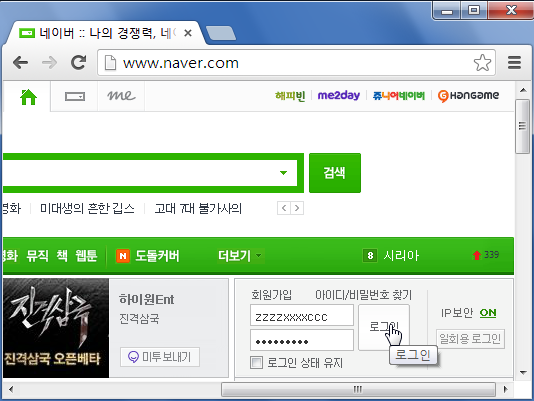 네이버 :: 나의 경쟁력, 네이
www.naver.com
me
해피빈 me2day 쥬니어네이버 HANGAME
검색
영화 미대생의 흔한 깁스 고대 7대 불가사의
영화 뮤직 책 웹툰 N 도돌커버 더보기 8 시리아 339
진격삼국
진격삼국 오픈베타
하이원Ent
진격삼국
미투보내기
회원가입 아이디/비밀번호 찾기
zzzzxxxxccc
로그인
로그인 상태 유지
로그인
IP보안 ON
일회용 로그인